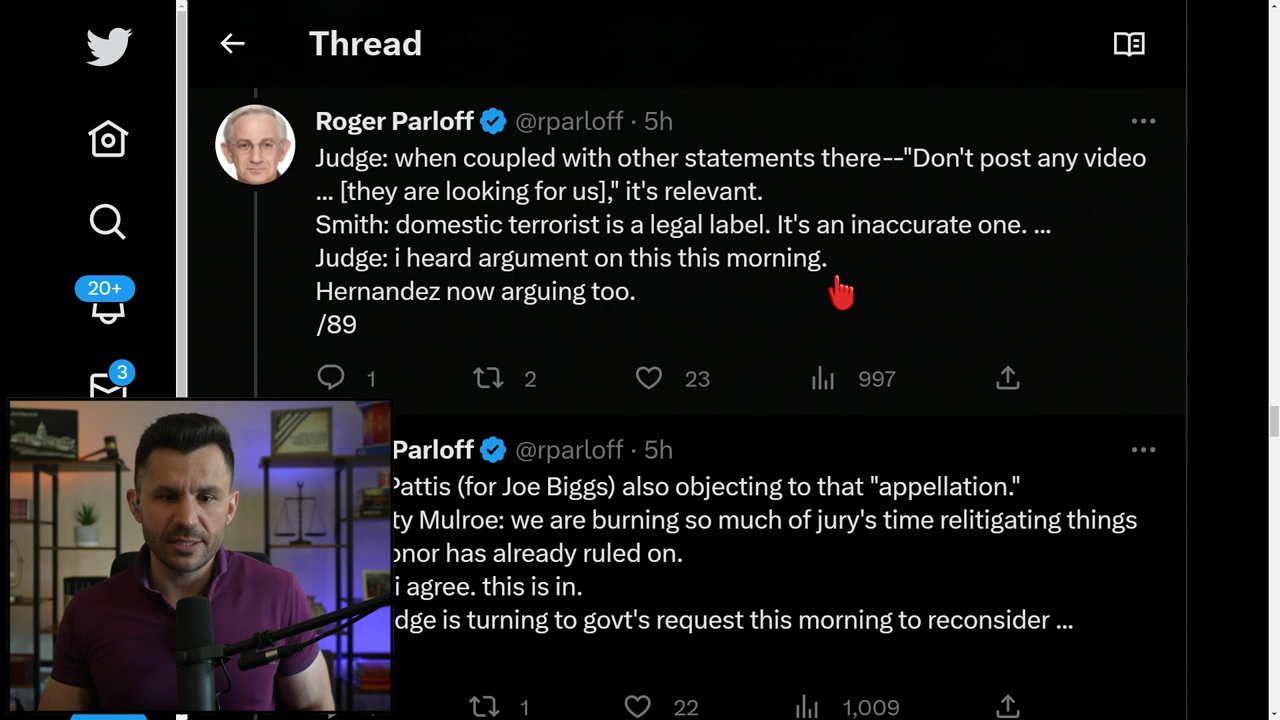 Thread
Roger Parloff @rparloff · 5h
Judge: when coupled with other statements there--"Don't post any video
... [they are looking for us]," it's relevant.
Smith: domestic terrorist is a legal label. It's an inaccurate one. ...
Judge: i heard argument on this this morning.
Hernandez now arguing too.
/89
1 2 23 997
20+
3
Parloff @rparloff · 5h
Pattis (for Joe Biggs) also objecting to that "appellation."
ty Mulroe: we are burning so much of jury's time relitigating things
onor has already ruled on.
i agree. this is in.
dge is turning to govt's request this morning to reconsider ...
1 22 1,009